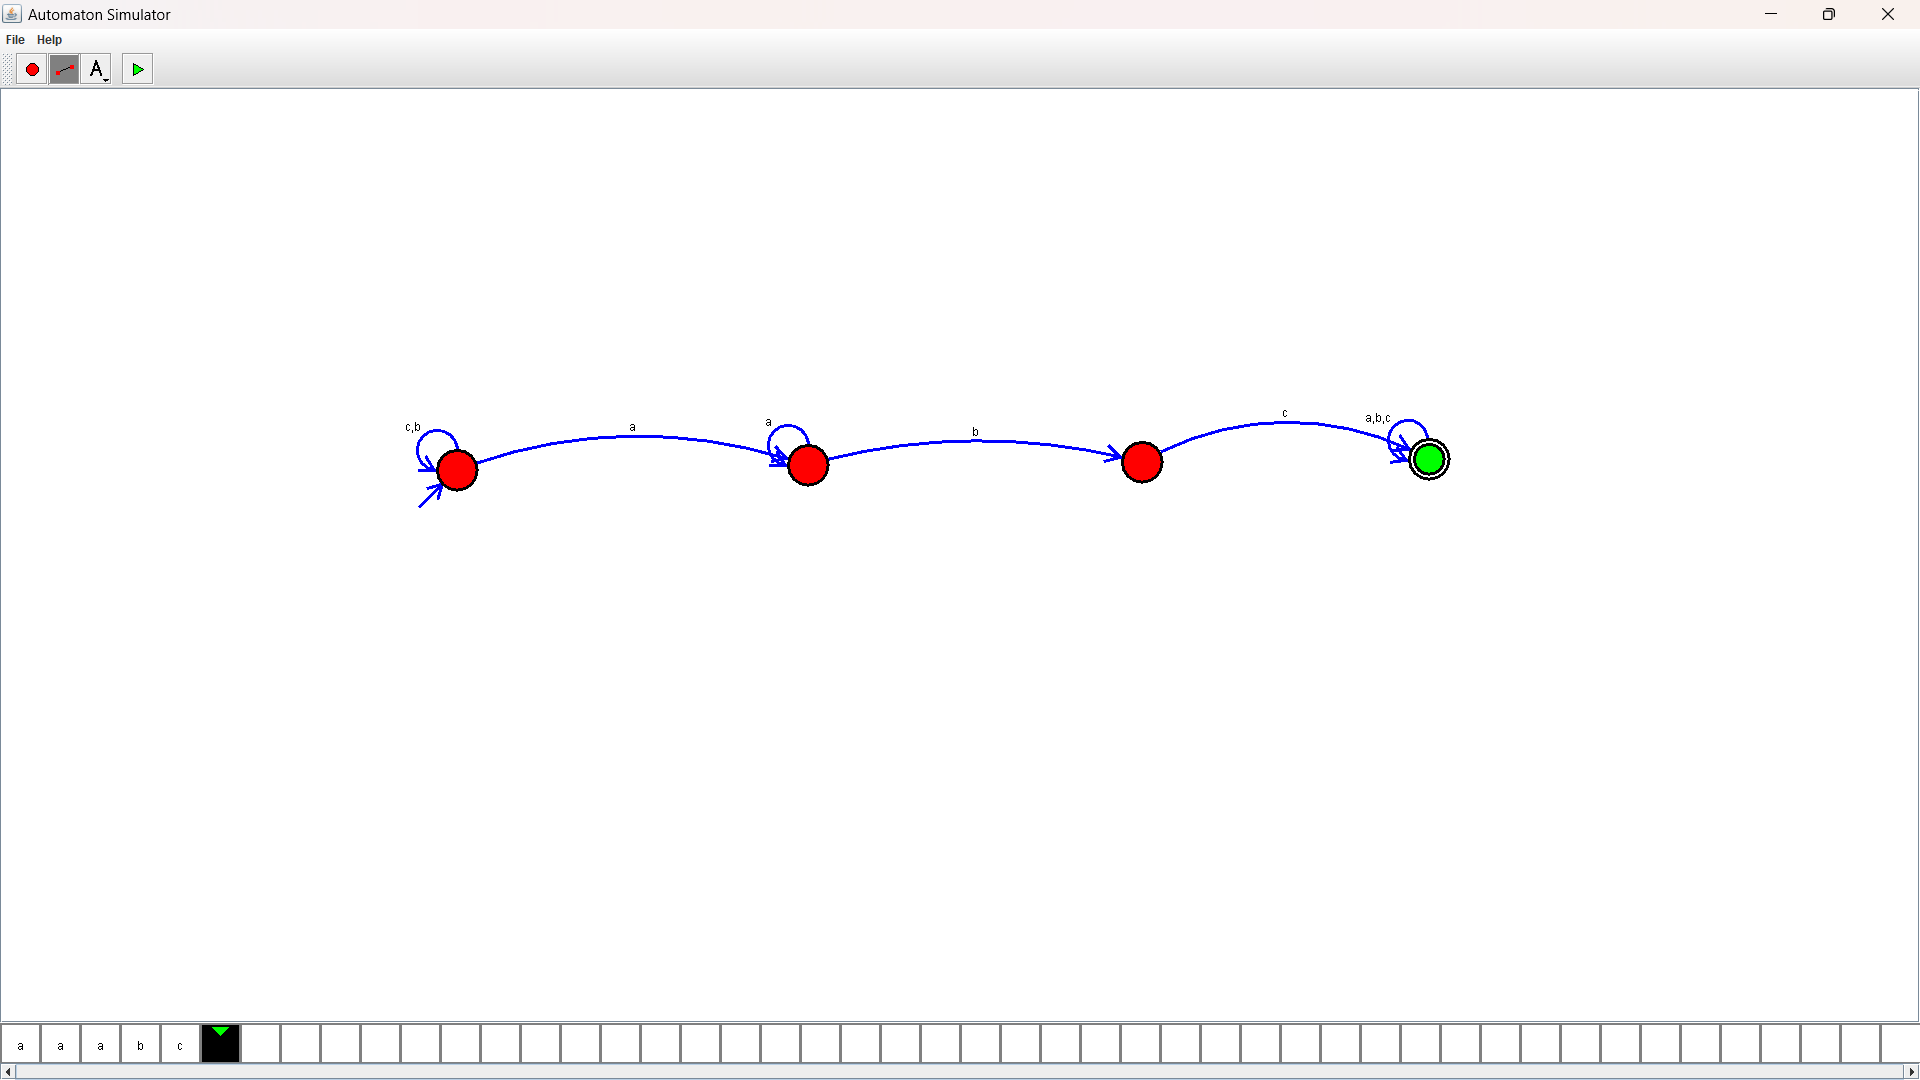 Automaton Simulator
File Help
A
c,b
a
a
b
c
a,b,c
a a a b c